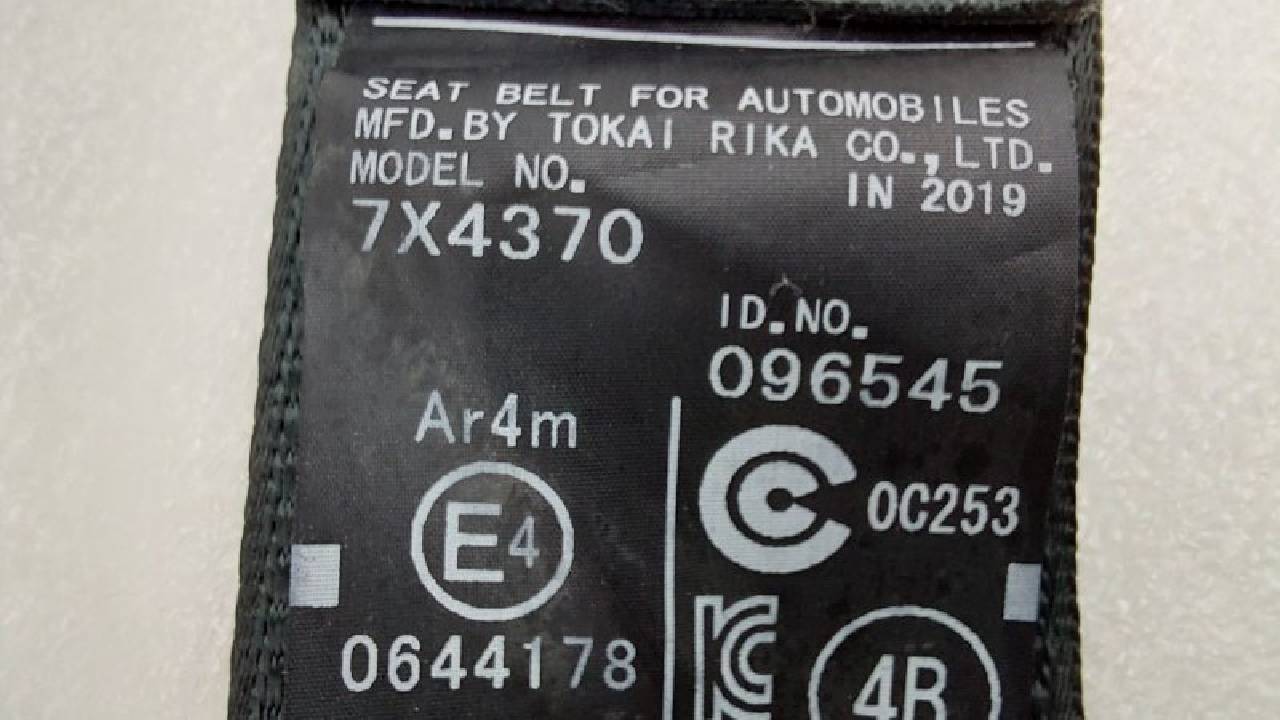 SEAT BELT FOR AUTOMOBILES
MFD.BY TOKAI RIKA CO.,LTD.
MODEL NO.
IN 2019
7X4370
ID.NO.
096545
Ar4m
E4
0C253
0644178
KC
4R